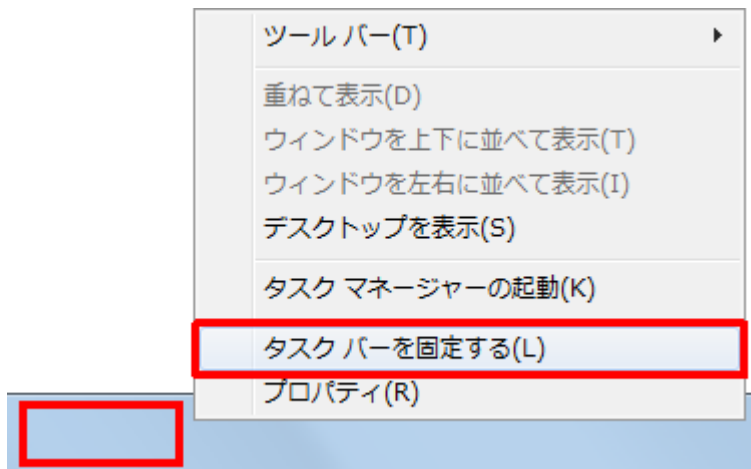 ツール バー(T)
重ねて表示(D)
ウィンドウを上下に並べて表示(T)
ウィンドウを左右に並べて表示(I)
デスクトップを表示(S)
タスク マネージャーの起動(K)
タスク バーを固定する(L)
プロパティ(R)